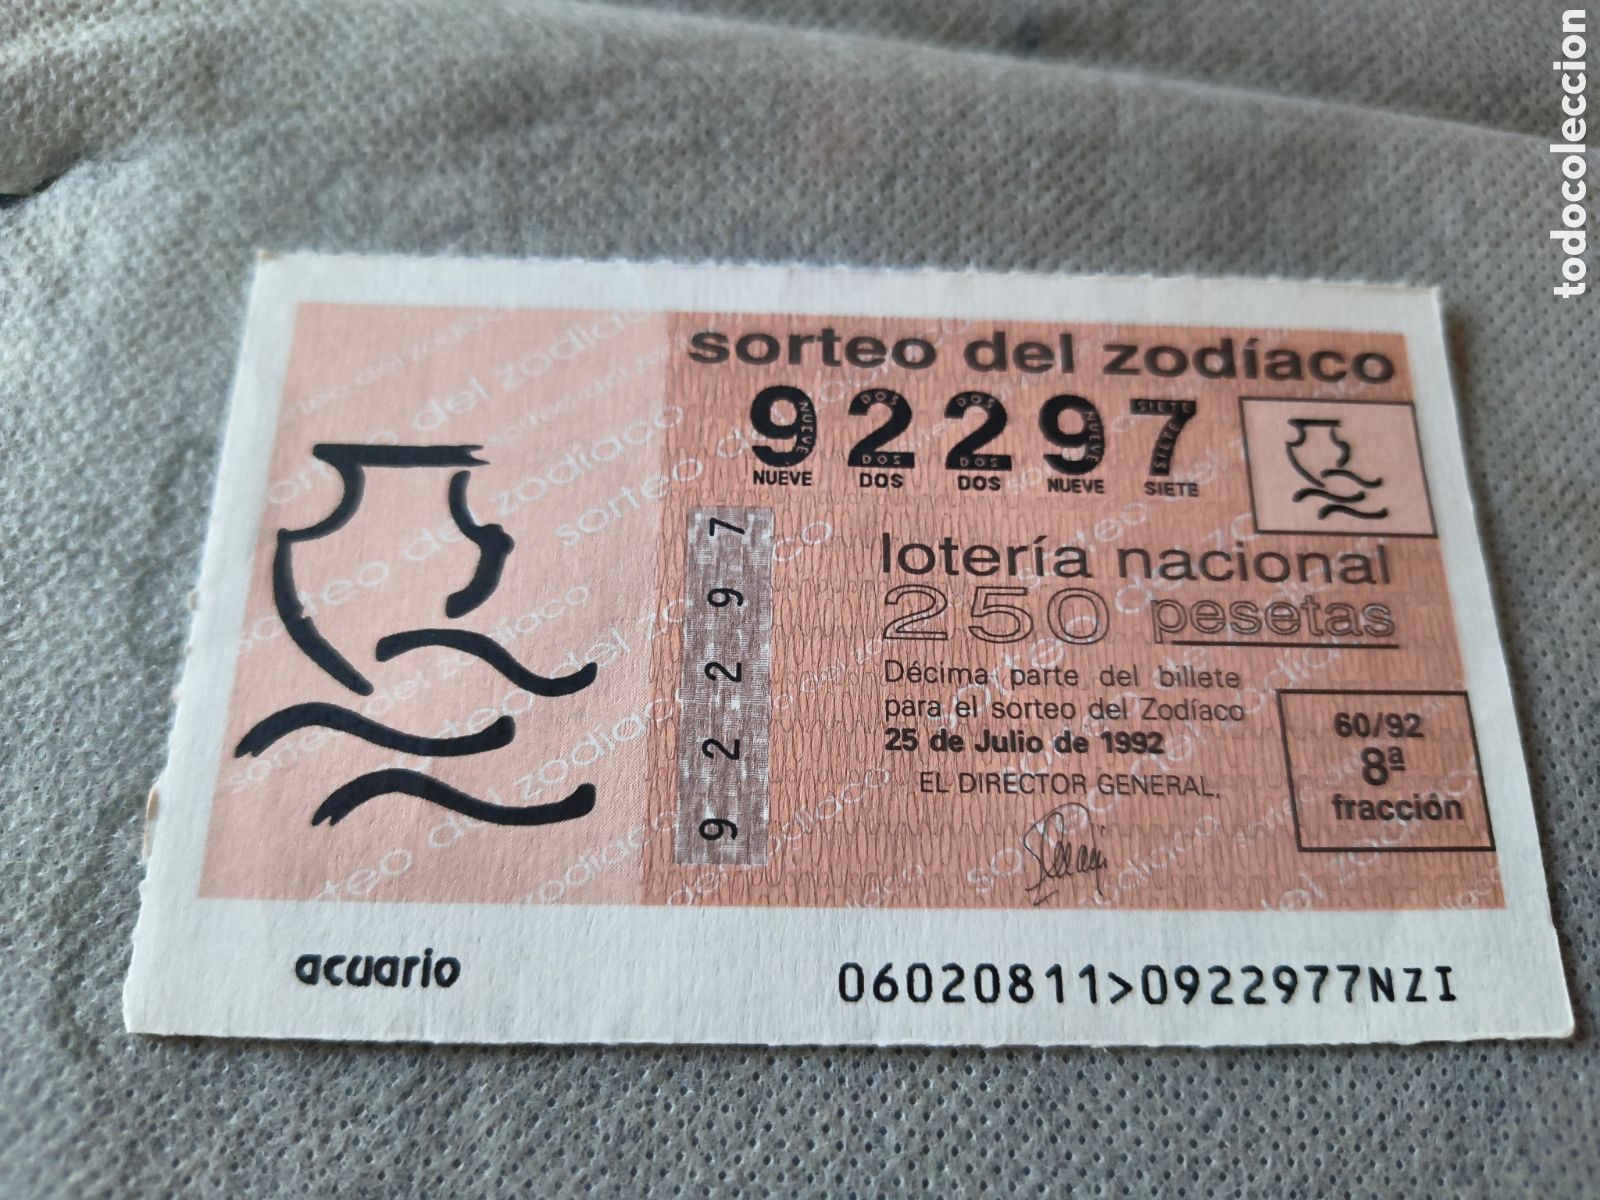 todocoleccion
sorteo del zodíaco
92297
NUEVE DOS DOS NUEVE SIETE
92297
lotería nacional
250 pesetas
Décima parte del billete
para el sorteo del Zodíaco
25 de Julio de 1992
EL DIRECTOR GENERAL,
60/92
8ª
fracción
acuario
06020811>0922977NZI